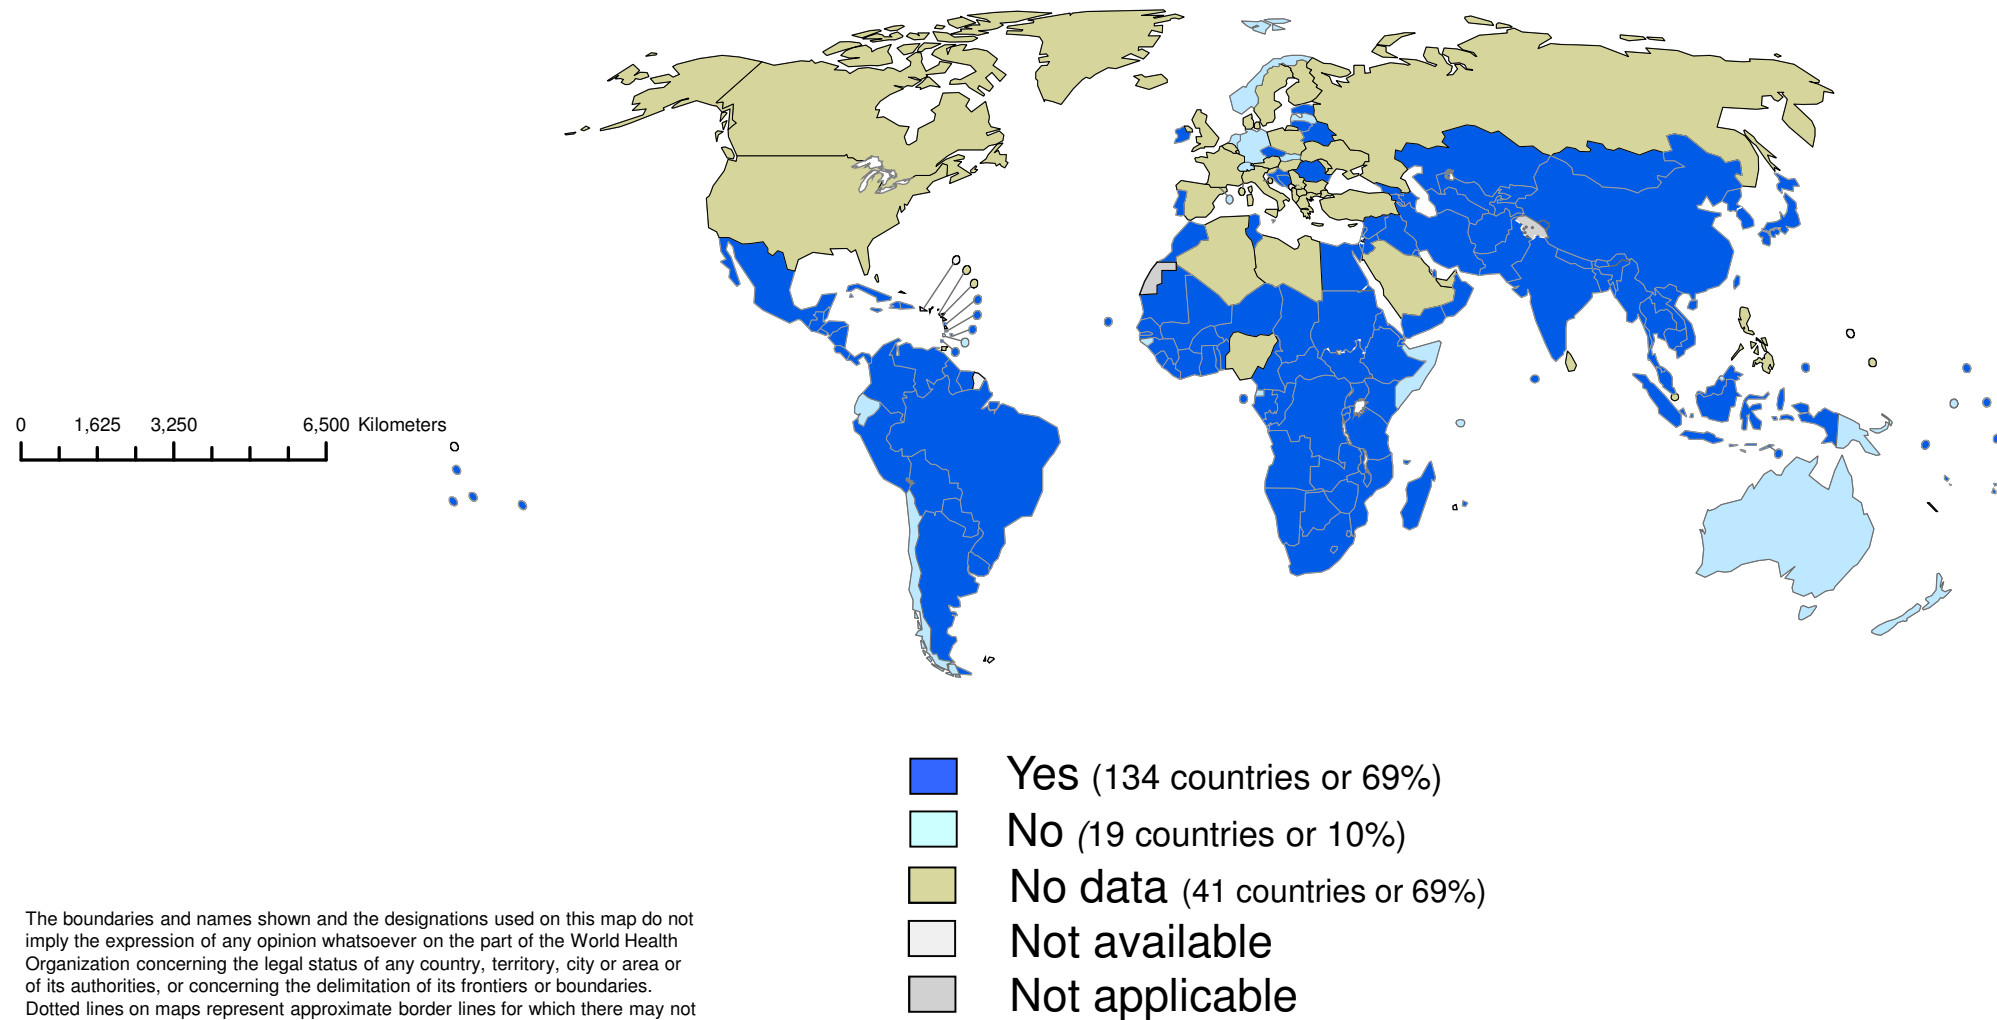 0 1,625 3,250 6,500 Kilometers
Yes (134 countries or 69%)
No (19 countries or 10%)
No data (41 countries or 69%)
Not available
Not applicable
The boundaries and names shown and the designations used on this map do not
imply the expression of any opinion whatsoever on the part of the World Health
Organization concerning the legal status of any country, territory, city or area or
of its authorities, or concerning the delimitation of its frontiers or boundaries.
Dotted lines on maps represent approximate border lines for which there may not